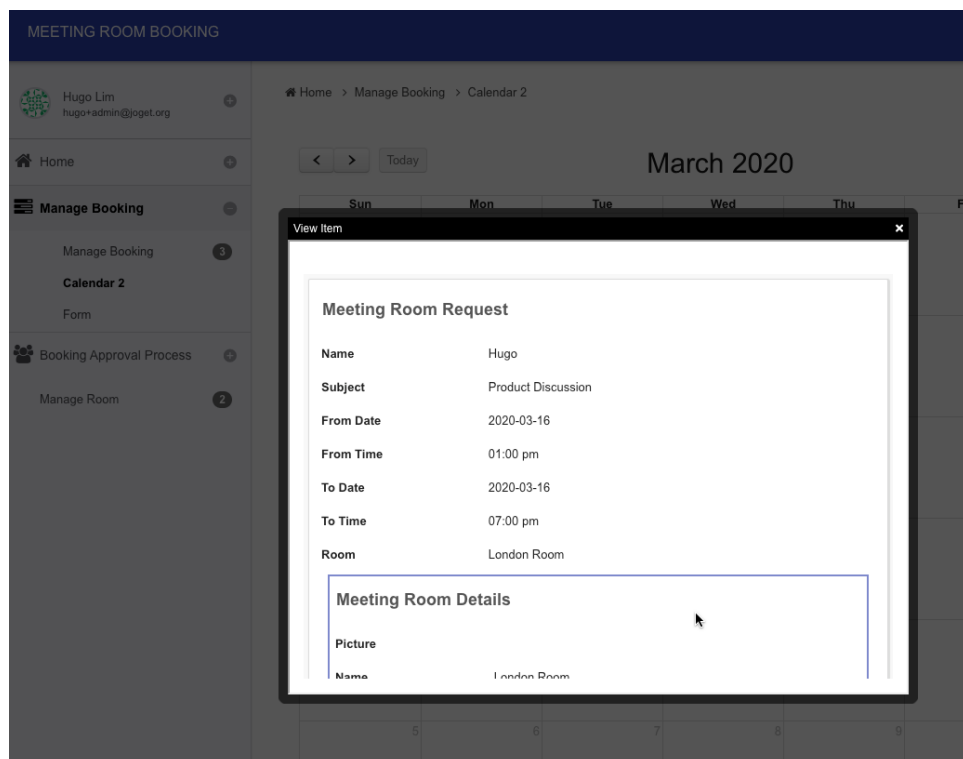 MEETING ROOM BOOKING
Hugo Lim
hugo+admin@joget.org
Home
Manage Booking
Manage Booking 3
Calendar 2
Form
Booking Approval Process
Manage Room 2
Home > Manage Booking > Calendar 2
Today
March 2020
Sun Mon Tue Wed Thu F
View Item
Meeting Room Request
Name Hugo
Subject Product Discussion
From Date 2020-03-16
From Time 01:00 pm
To Date 2020-03-16
To Time 07:00 pm
Room London Room
Meeting Room Details
Picture
Name London Room
5 6 7 8 9